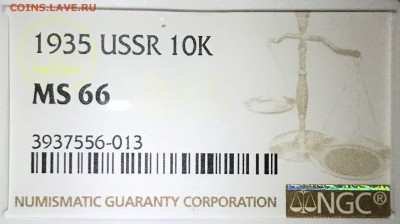 COINS.LAVE.RU
1935 USSR 10K
MS 66
3937556-013
NUMISMATIC GUARANTY CORPORATION
NGC®